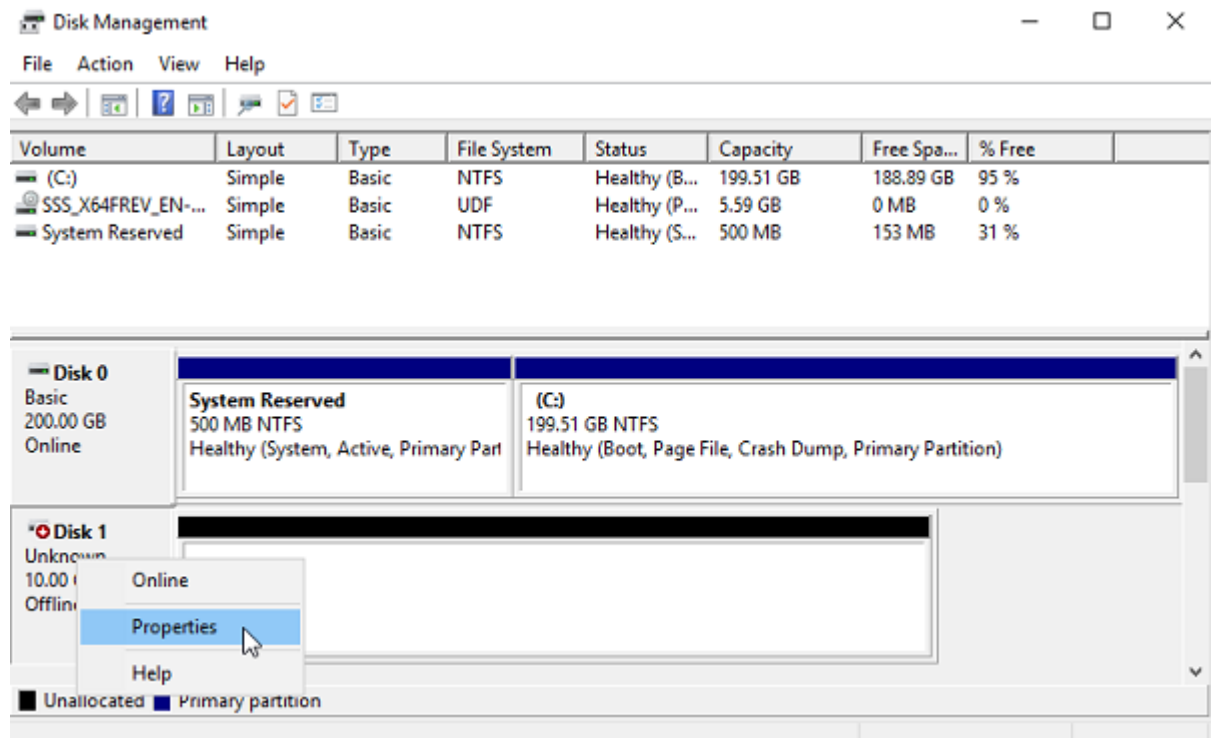 Disk Management
File Action View Help
Volume Layout Type File System Status Capacity Free Spa... % Free
(C:) Simple Basic NTFS Healthy (B... 199.51 GB 188.89 GB 95 %
SSS_X64FREV_EN-... Simple Basic UDF Healthy (P... 5.59 GB 0 MB 0 %
System Reserved Simple Basic NTFS Healthy (S... 500 MB 153 MB 31 %
Disk 0
Basic
200.00 GB
Online
System Reserved
500 MB NTFS
Healthy (System, Active, Primary Part
(C:)
199.51 GB NTFS
Healthy (Boot, Page File, Crash Dump, Primary Partition)
Disk 1
Unknown
10.00
Offline
Online
Properties
Help
Unallocated Primary partition